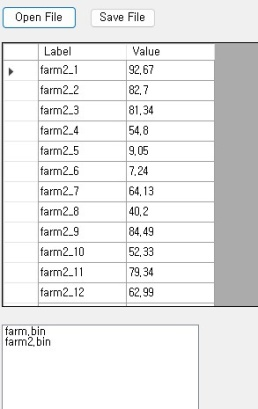 Open File Save File
Label Value
farm2_1 92,67
farm2_2 82,7
farm2_3 81,34
farm2_4 54,8
farm2_5 9,05
farm2_6 7,24
farm2_7 64,13
farm2_8 40,2
farm2_9 84,49
farm2_10 52,33
farm2_11 79,34
farm2_12 62,99
farm,bin
farm2,bin